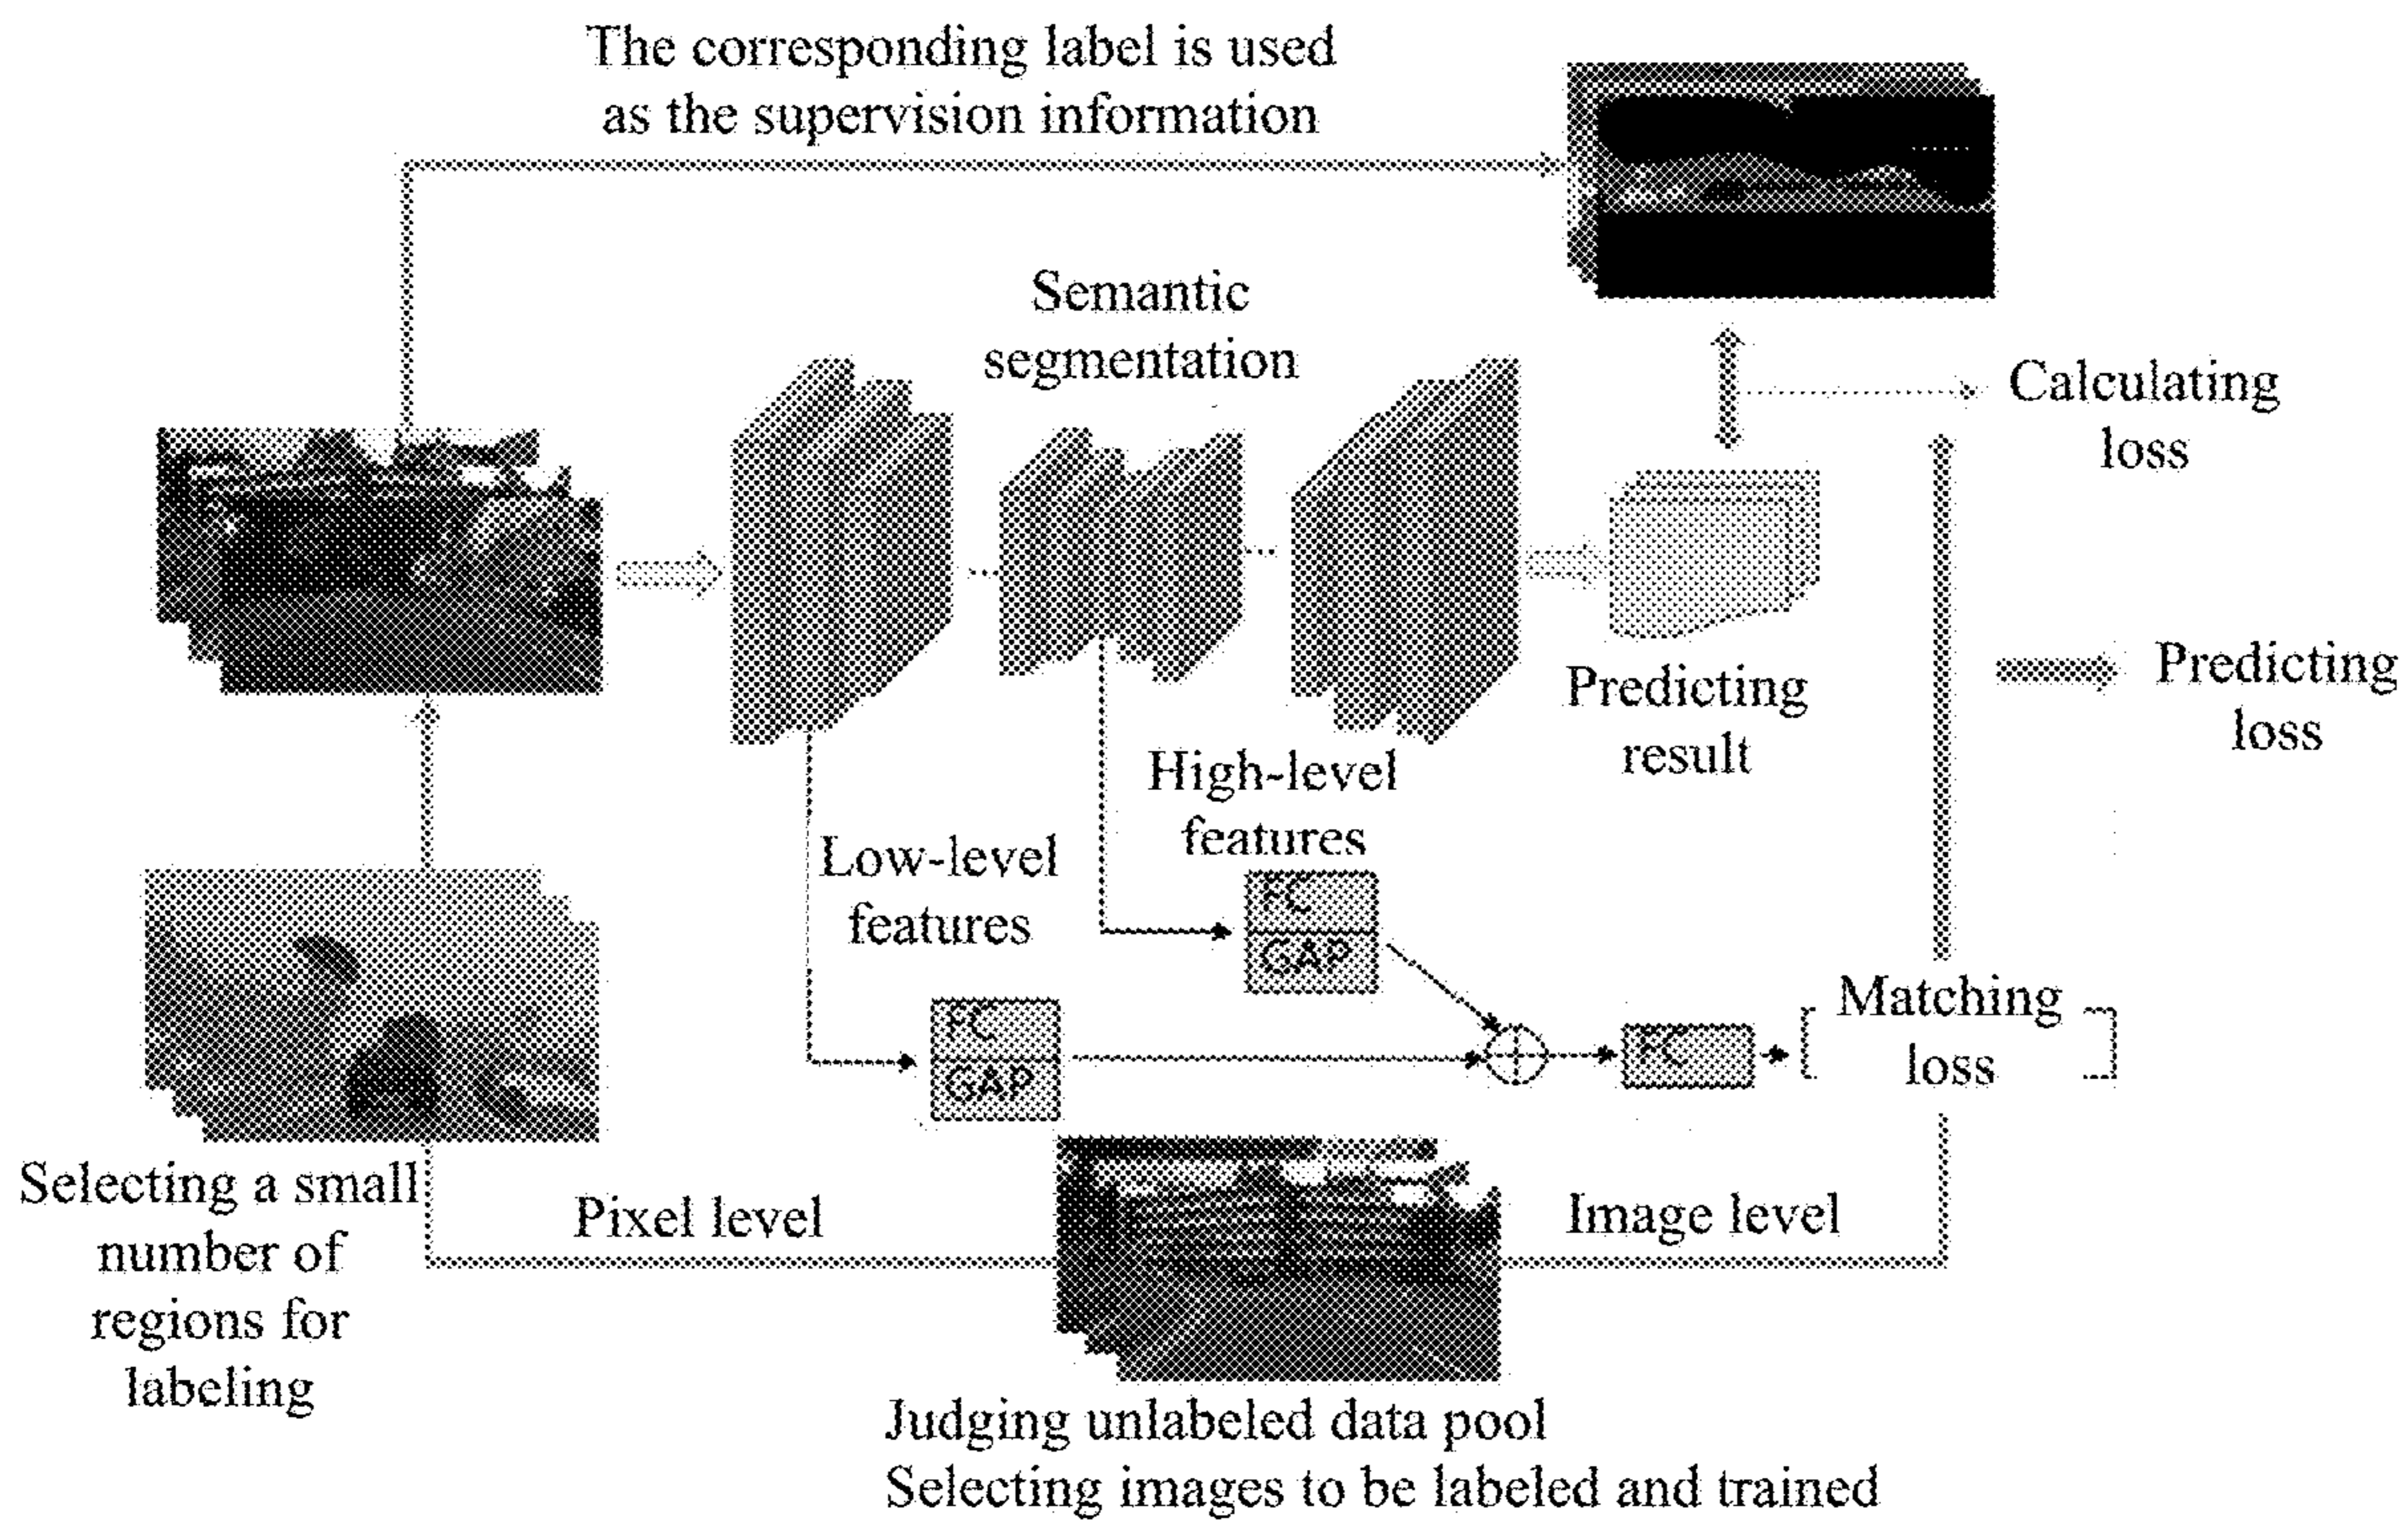 The corresponding label is used
as the supervision information
Semantic
segmentation
Calculating
loss
Predicting
loss
Predicting
result
High-level
features
Low-level
features
FC
GAP
FC
GAP
FC
Matching
loss
Selecting a small
number of
regions for
labeling
Pixel level
Image level
Judging unlabeled data pool
Selecting images to be labeled and trained